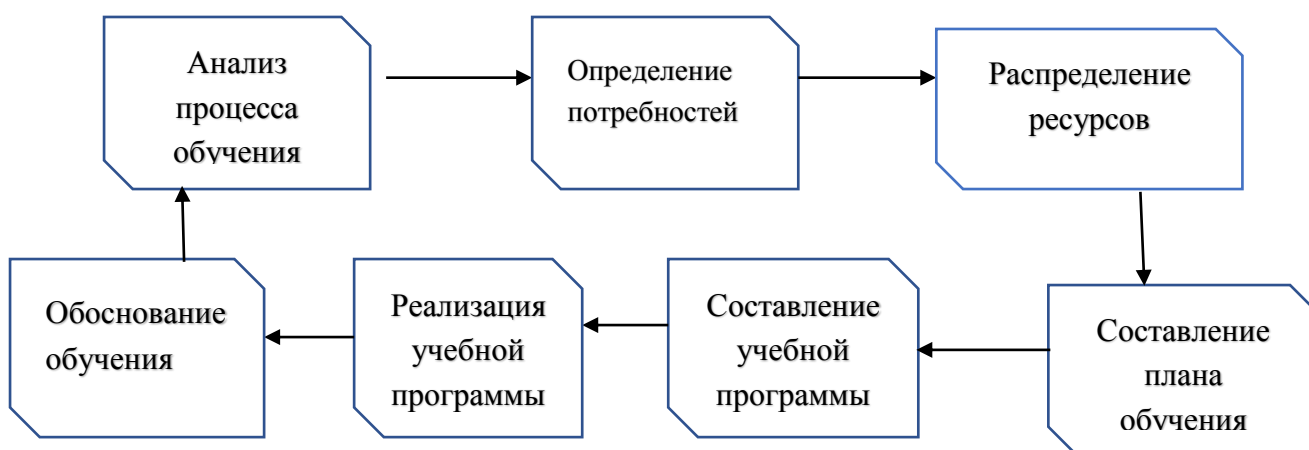 Анализ
процесса
обучения
Определение
потребностей
Распределение
ресурсов
Составление
плана
обучения
Составление
учебной
программы
Реализация
учебной
программы
Обоснование
обучения